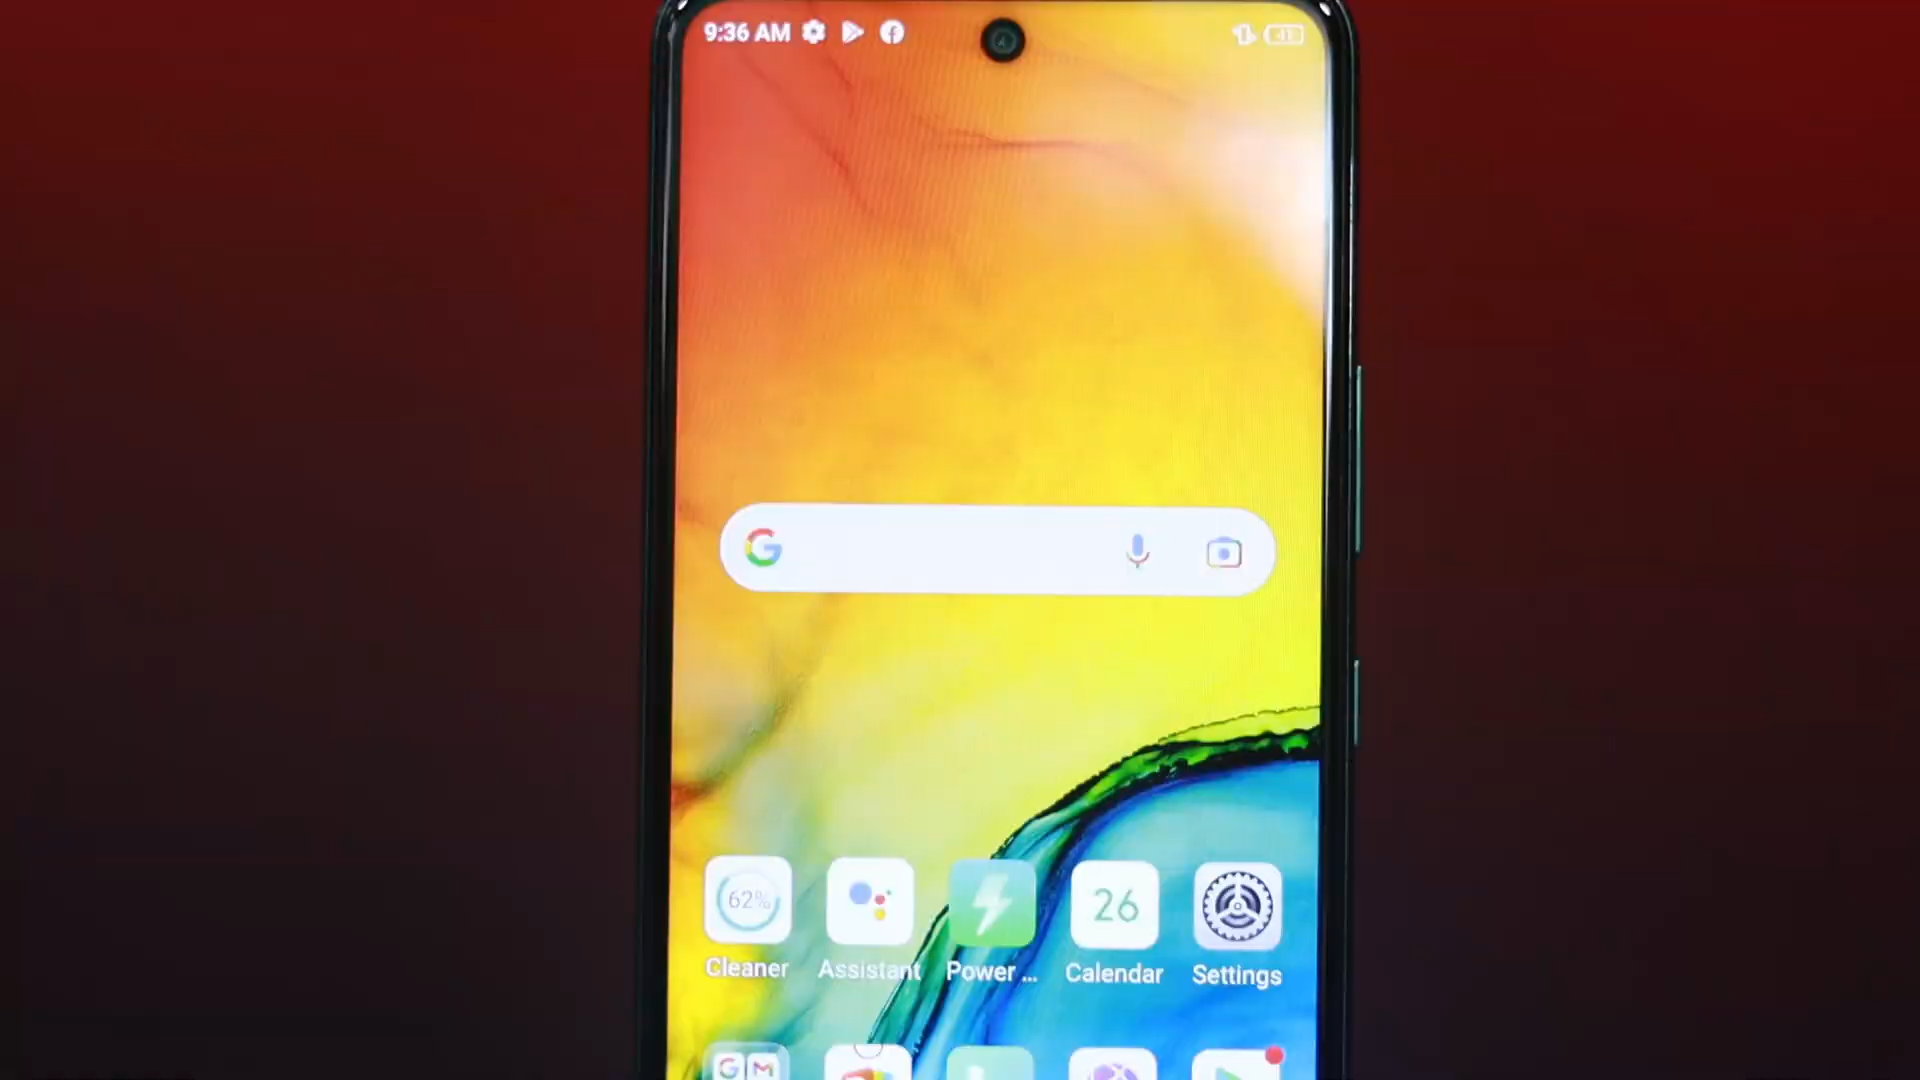 9:36 AM
62%
26
Cleaner
Assistant
Power ...
Calendar
Settings